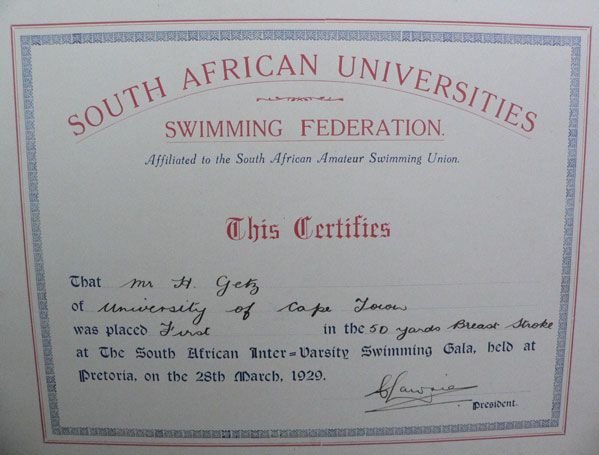 SOUTH AFRICAN UNIVERSITIES
SWIMMING FEDERATION.
Affiliated to the South African Amateur Swimming Union.
This Certifies
That Mr H. Getz
of University of Cape Town
was placed First in the 50 yards Breast Stroke
at The South African Inter=Varsity Swimming Gala, held at
Pretoria, on the 28th March, 1929.
President.